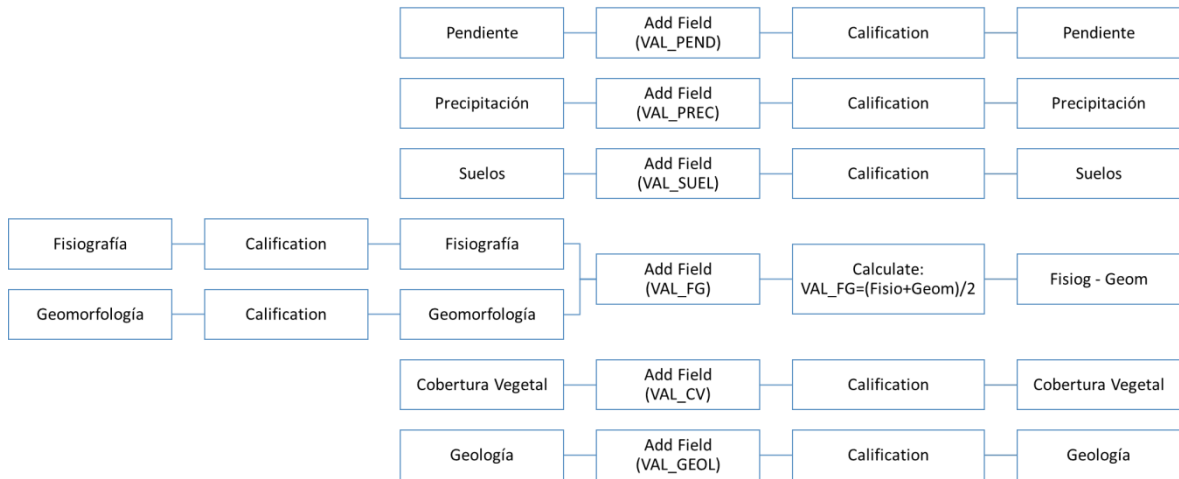 Pendiente
Add Field
(VAL_PEND)
Calification
Pendiente
Precipitación
Add Field
(VAL_PREC)
Calification
Precipitación
Suelos
Add Field
(VAL_SUEL)
Calification
Suelos
Fisiografía
Calification
Fisiografía
Geomorfología
Calification
Geomorfología
Add Field
(VAL_FG)
Calculate:
VAL_FG=(Fisio+Geom)/2
Fisiog - Geom
Cobertura Vegetal
Add Field
(VAL_CV)
Calification
Cobertura Vegetal
Geología
Add Field
(VAL_GEOL)
Calification
Geología